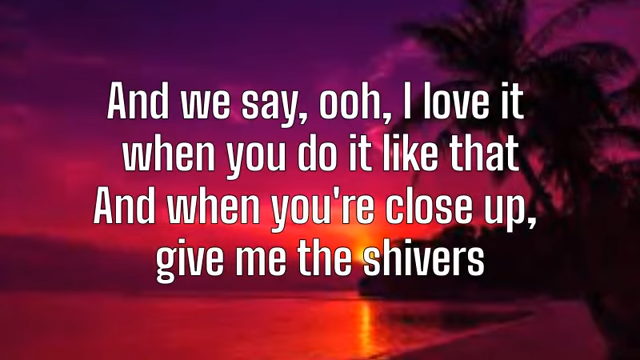 And we say, ooh, I love it
when you do it like that
And when you're close up,
give me the shivers